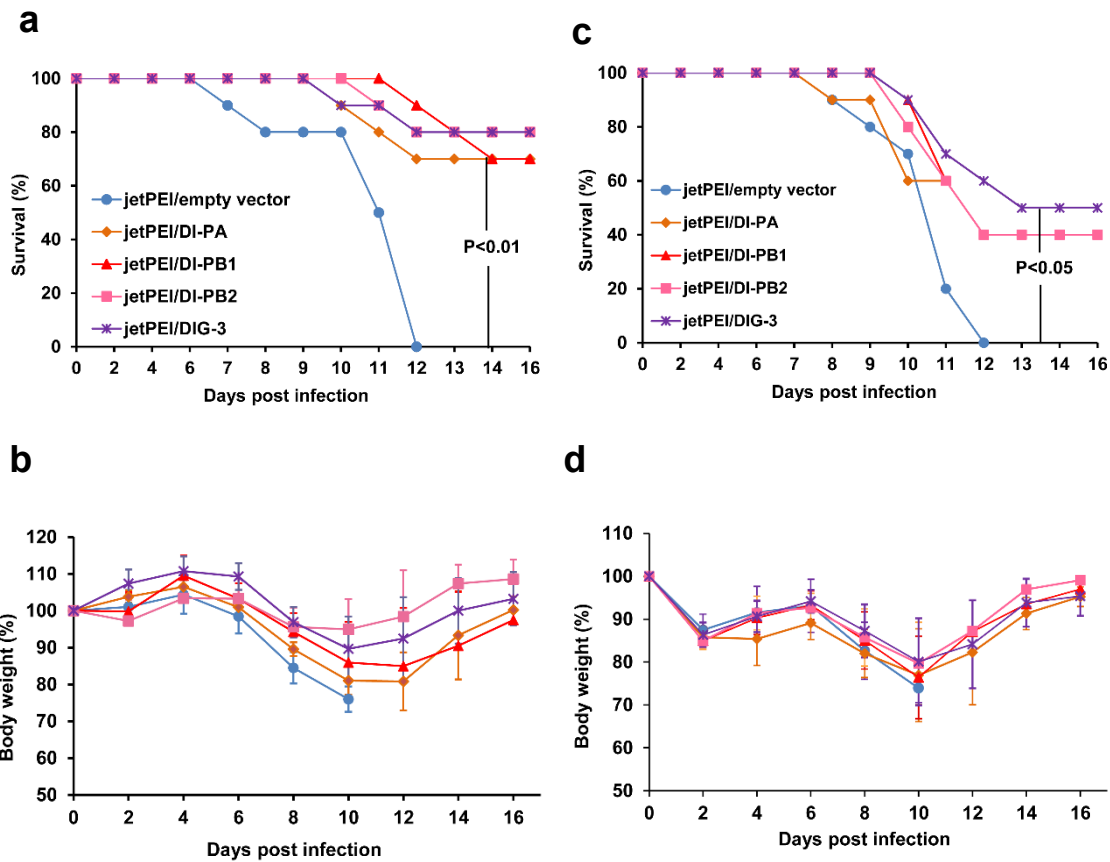 a
100
80
60
40
20
0
Survival (%)
jetPEI/empty vector
jetPEI/DI-PA
jetPEI/DI-PB1
jetPEI/DI-PB2
jetPEI/DIG-3
P<0.01
0 2 4 6 7 8 9 10 11 12 13 14 16
Days post infection
c
100
80
60
40
20
0
Survival (%)
jetPEI/empty vector
jetPEI/DI-PA
jetPEI/DI-PB1
jetPEI/DI-PB2
jetPEI/DIG-3
P<0.05
0 2 4 6 7 8 9 10 11 12 13 14 16
Days post infection
b
120
110
100
90
80
70
60
50
Body weight (%)
0 2 4 6 8 10 12 14 16
Days post infection
d
110
100
90
80
70
60
50
Body weight (%)
0 2 4 6 8 10 12 14 16
Days post infection